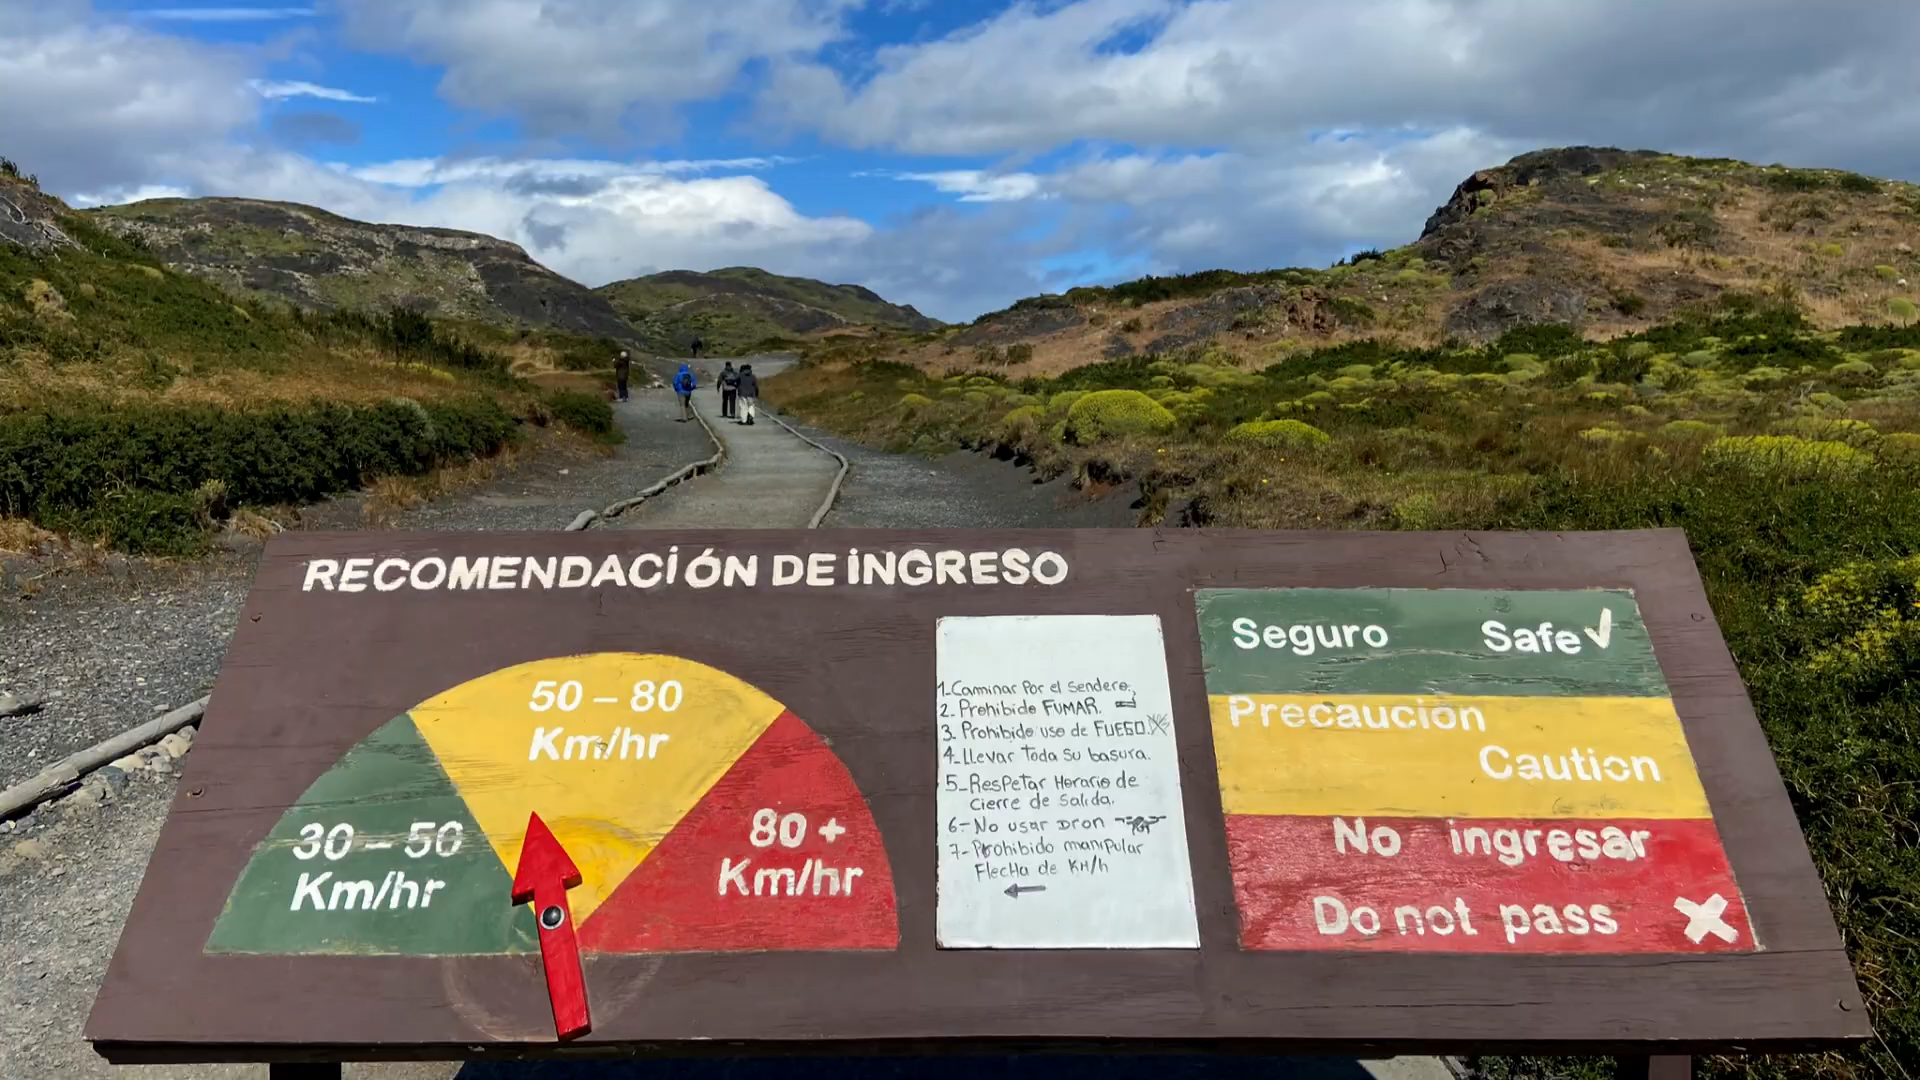 RECOMENDACIÓN DE INGRESO
50 – 80
Km/hr
30 – 50
Km/hr
80 +
Km/hr
1-Caminar Por el sendero.
2. Prohibido FUMAR.
3. Prohibido uso de FUEGO.
4-Llevar Toda su basura.
5-Respetar Horario de
cierre de Salida.
6-No usar Dron
7-Prohibido manipular
Flecha de KM/h
Seguro Safe
Precaución
Caution
No ingresar
Do not pass